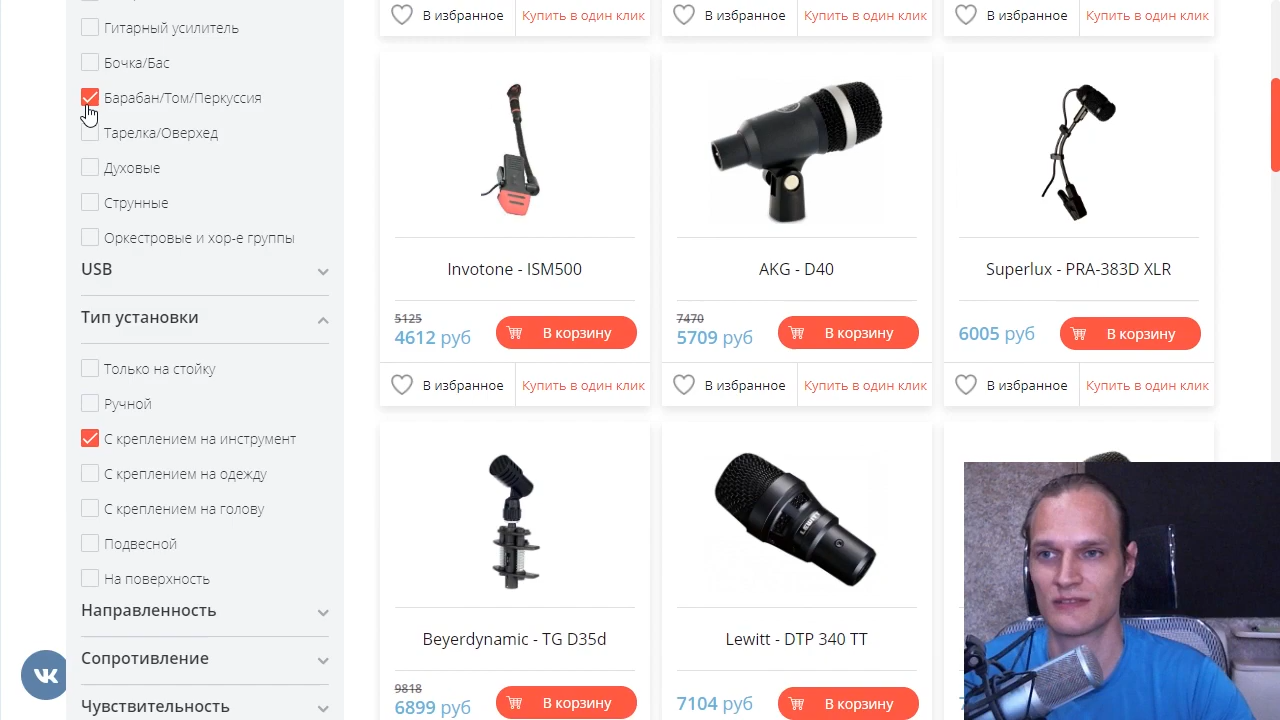 Гитарный усилитель
Бочка/Бас
Барабан/Том/Перкуссия
Тарелка/Оверхед
Духовые
Струнные
Оркестровые и хор-е группы
USB
Тип установки
Только на стойку
Ручной
С креплением на инструмент
С креплением на одежду
С креплением на голову
Подвесной
На поверхность
Направленность
Сопротивление
Чувствительность
В избранное Купить в один клик
В избранное Купить в один клик
В избранное Купить в один клик
Invotone - ISM500
AKG - D40
Superlux - PRA-383D XLR
5125
4612 руб
В корзину
7470
5709 руб
В корзину
6005 руб
В корзину
В избранное Купить в один клик
В избранное Купить в один клик
В избранное Купить в один клик
LEWITT
Beyerdynamic - TG D35d
Lewitt - DTP 340 TT
9818
6899 руб
В корзину
7104 руб
В корзину